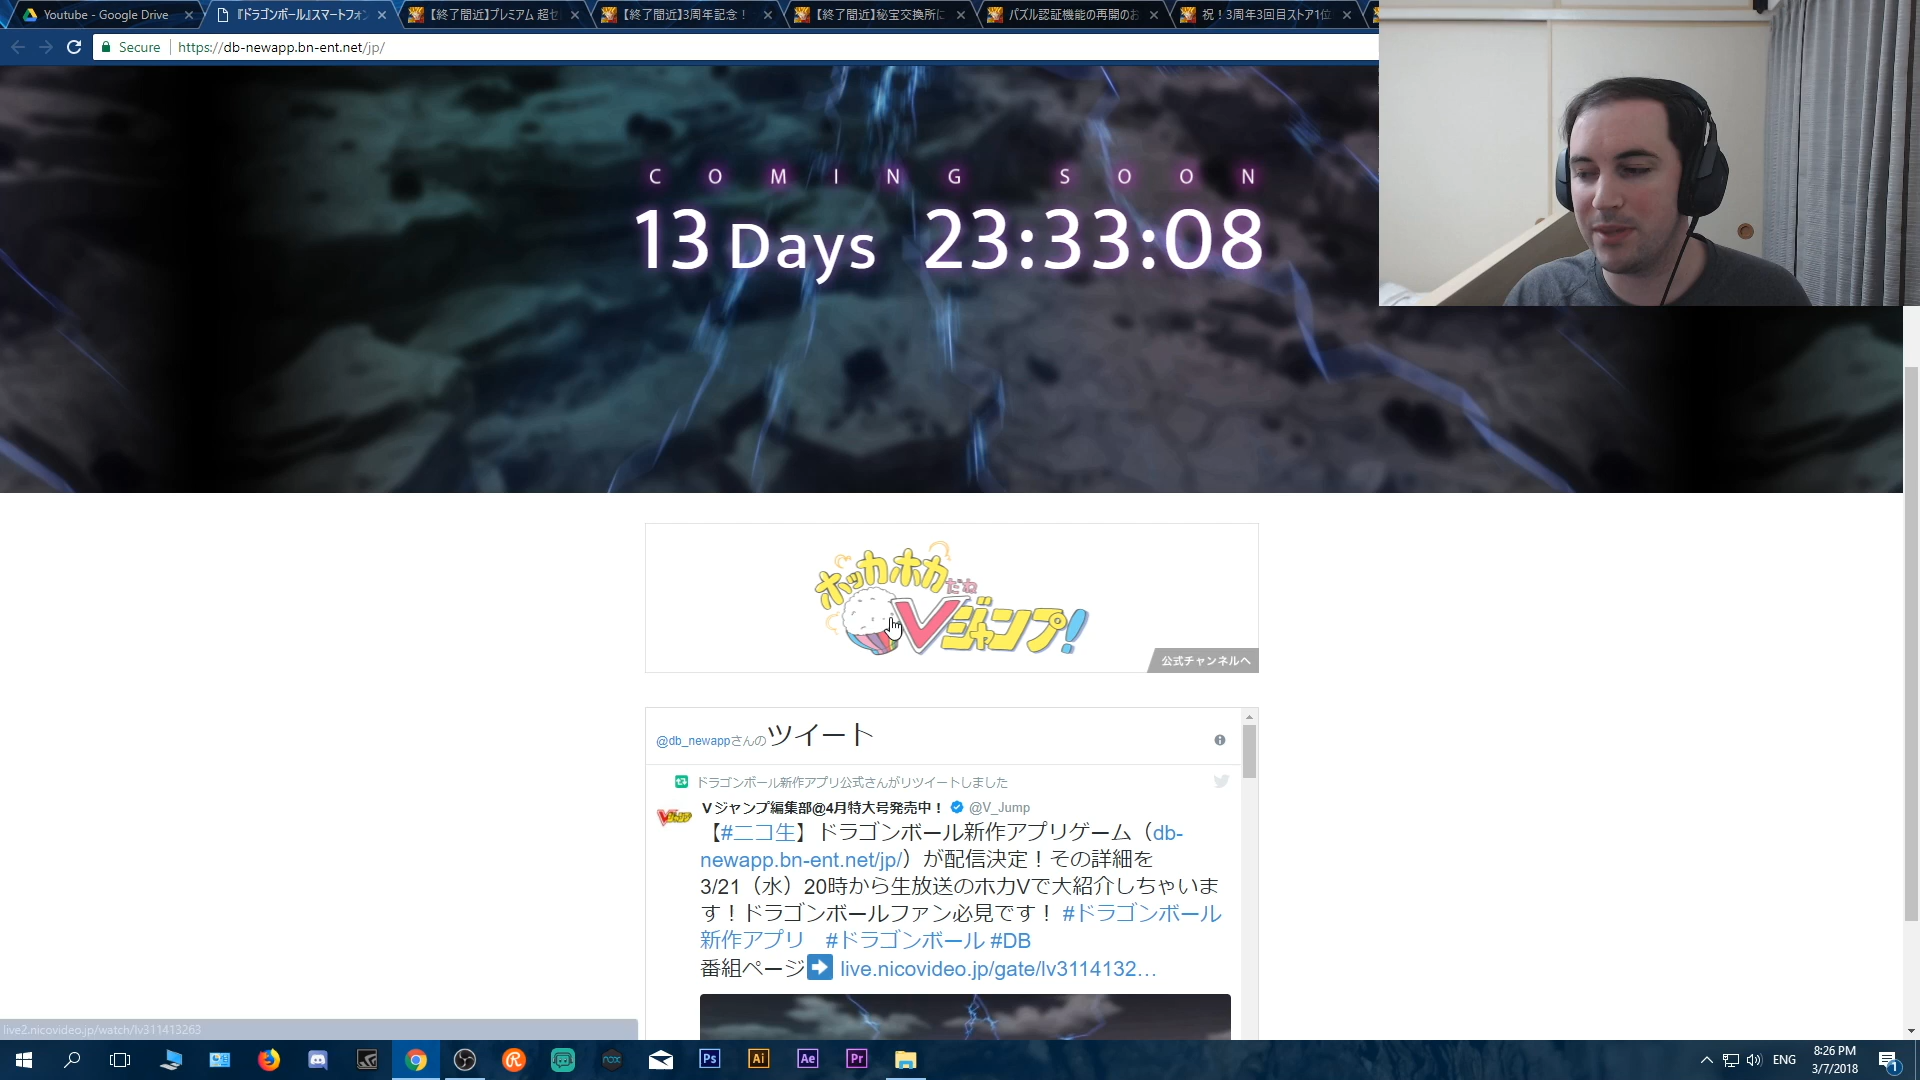 Youtube - Google Drive
『ドラゴンボール』スマートフォン
【終了間近】プレミアム 超セ
【終了間近】3周年記念！
【終了間近】秘宝交換所に
パズル認証機能の再開のお
祝！3周年3回目ストア1位
Secure
https://db-newapp.bn-ent.net/jp/
COMING SOON
13 Days 23:33:08
ホッカホカだね
Vジャンプ!
公式チャンネルへ
@db_newappさんのツイート
ドラゴンボール新作アプリ公式さんがリツイートしました
Vジャンプ
Vジャンプ編集部@4月特大号発売中！ @V_Jump
【#ニコ生】ドラゴンボール新作アプリゲーム（db-
newapp.bn-ent.net/jp/）が配信決定！その詳細を
3/21（水）20時から生放送のホカVで大紹介しちゃいま
す！ドラゴンボールファン必見です！ #ドラゴンボール
新作アプリ #ドラゴンボール #DB
番組ページ➡ live.nicovideo.jp/gate/lv3114132…
live2.nicovideo.jp/watch/lv311413263
nox
Ps
Ai
Ae
Pr
ENG
8:26 PM
3/7/2018
1